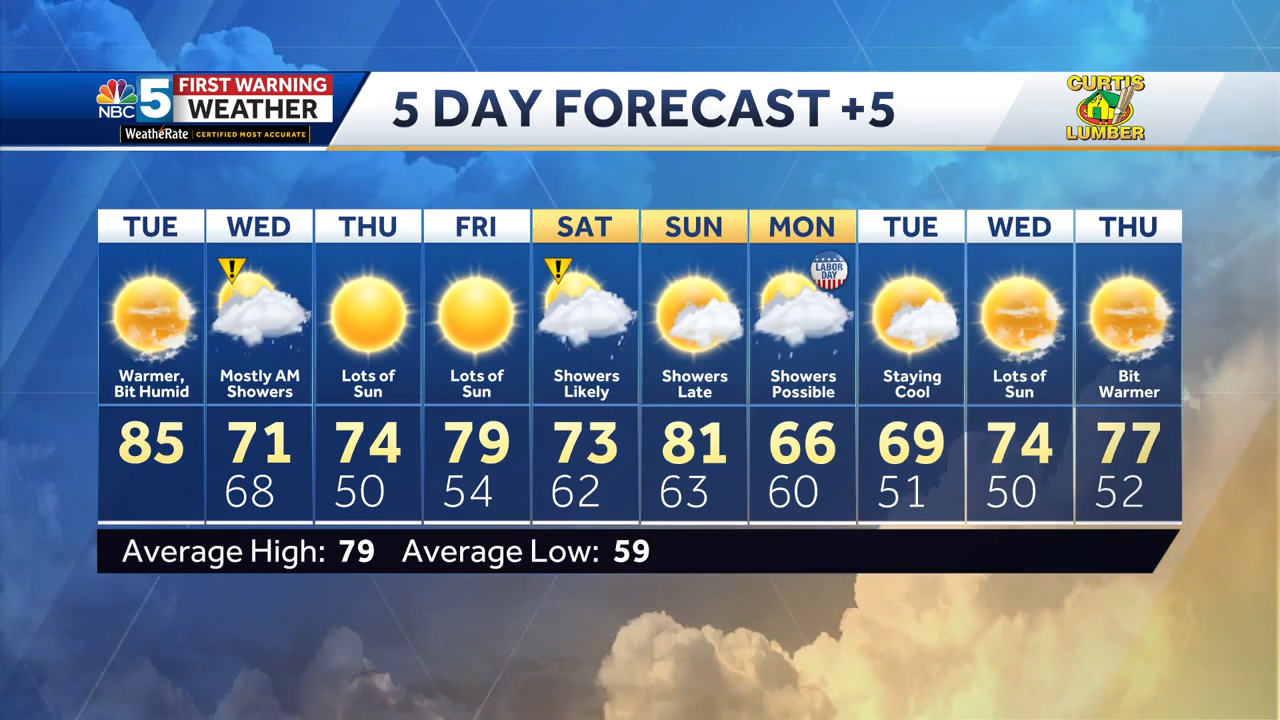 NBC 5 FIRST WARNING WEATHER
WeatheRate CERTIFIED MOST ACCURATE
5 DAY FORECAST +5
CURTIS
LUMBER
TUE WED THU FRI SAT SUN MON TUE WED THU
! !
LABOR
DAY
Warmer, Mostly AM Lots of Lots of Showers Showers Showers Staying Lots of Bit
Bit Humid Showers Sun Sun Likely Late Possible Cool Sun Warmer
85 71 74 79 73 81 66 69 74 77
68 50 54 62 63 60 51 50 52
Average High: 79 Average Low: 59